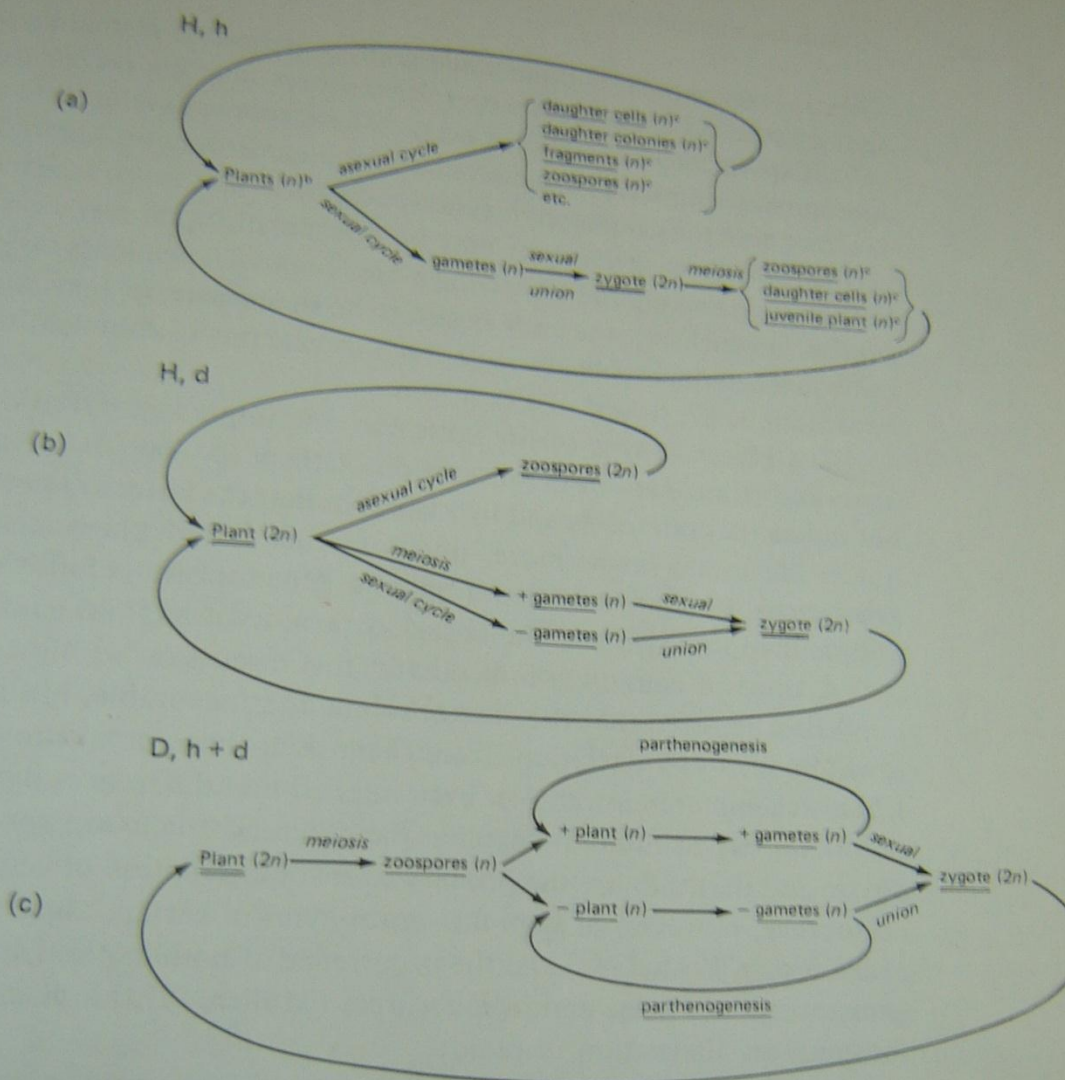 H, h
(a)
daughter cells (n)c
daughter colonies (n)c
fragments (n)c
zoospores (n)c
etc.
asexual cycle
Plants (n)b
sexual cycle
gametes (n)
sexual
union
zygote (2n)
meiosis
zoospores (n)c
daughter cells (n)c
juvenile plant (n)c
H, d
(b)
asexual cycle
zoospores (2n)
Plant (2n)
meiosis
sexual cycle
+ gametes (n)
− gametes (n)
sexual
union
zygote (2n)
D, h + d
(c)
parthenogenesis
Plant (2n)
meiosis
zoospores (n)
+ plant (n)
+ gametes (n)
− plant (n)
− gametes (n)
sexual
union
zygote (2n)
parthenogenesis